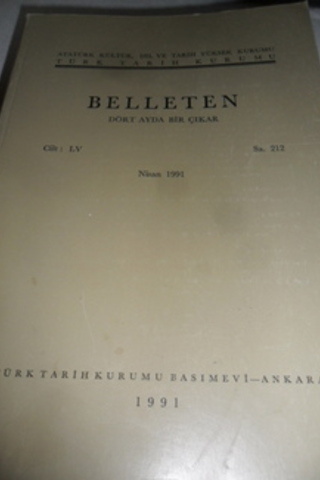 ATATÜRK KÜLTÜR, DİL VE TARİH YÜKSEK KURUMU
TÜRK TARİH KURUMU
BELLETEN
DÖRT AYDA BİR ÇIKAR
Cilt : LV Sa. 212
Nisan 1991
TÜRK TARİH KURUMU BASIMEVİ—ANKARA
1991